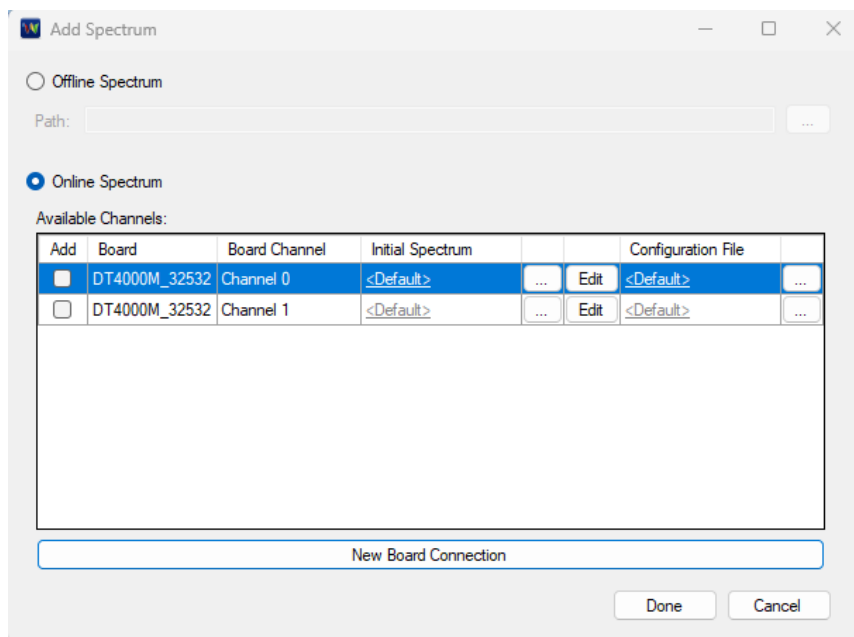 Add Spectrum
Offline Spectrum
Path: ...
Online Spectrum
Available Channels:
Add Board Board Channel Initial Spectrum Configuration File
DT4000M_32532 Channel 0 <Default> ... Edit <Default> ...
DT4000M_32532 Channel 1 <Default> ... Edit <Default> ...
New Board Connection
Done Cancel